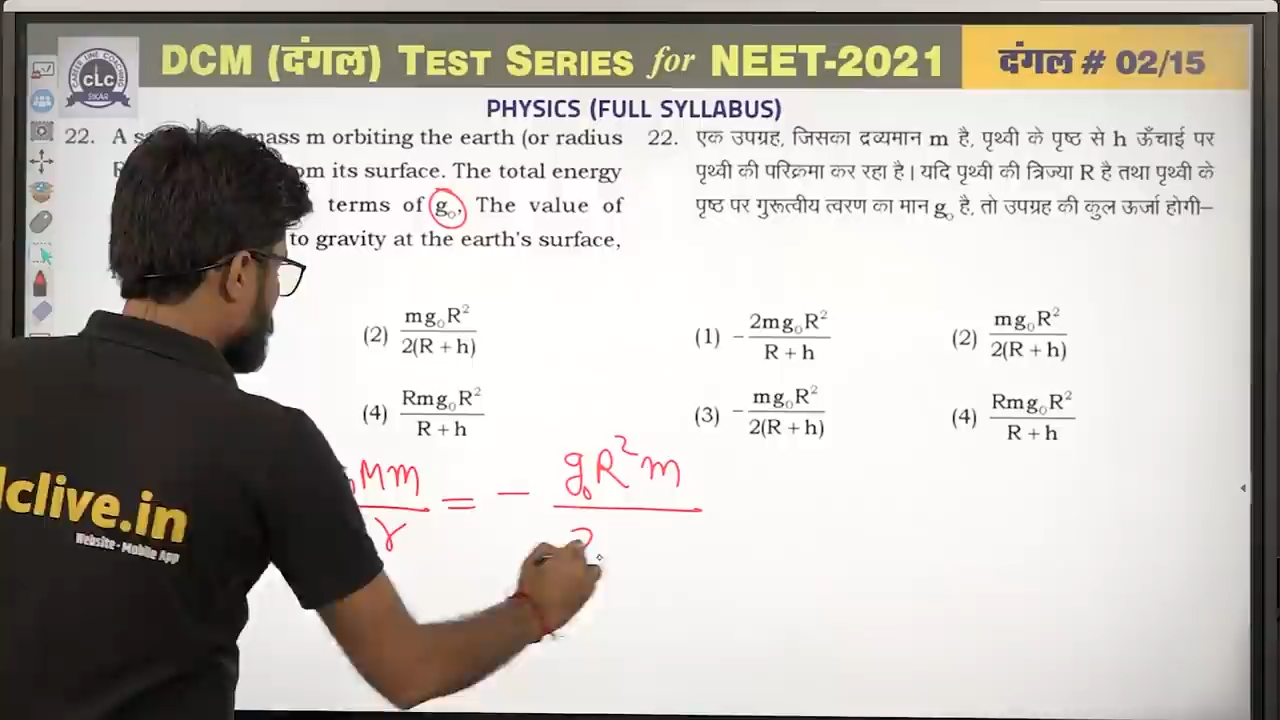 DCM (दंगल) TEST SERIES for NEET-2021
दंगल # 02/15
CAREER LINE COACHING
CLC
SIKAR
PHYSICS (FULL SYLLABUS)
22. A mass m orbiting the earth (or radius
om its surface. The total energy
terms of g₀, The value of
to gravity at the earth's surface,
(2) mg₀R²/2(R + h)
(4) Rmg₀R²/R + h
22. एक उपग्रह, जिसका द्रव्यमान m है, पृथ्वी के पृष्ठ से h ऊँचाई पर
पृथ्वी की परिक्रमा कर रहा है। यदि पृथ्वी की त्रिज्या R है तथा पृथ्वी के
पृष्ठ पर गुरूत्वीय त्वरण का मान g₀ है, तो उपग्रह की कुल ऊर्जा होगी–
(1) -2mg₀R²/R + h (2) mg₀R²/2(R + h)
(3) -mg₀R²/2(R + h) (4) Rmg₀R²/R + h
Mm/r = - g₀R²m/2
clive.in
Website - Mobile App